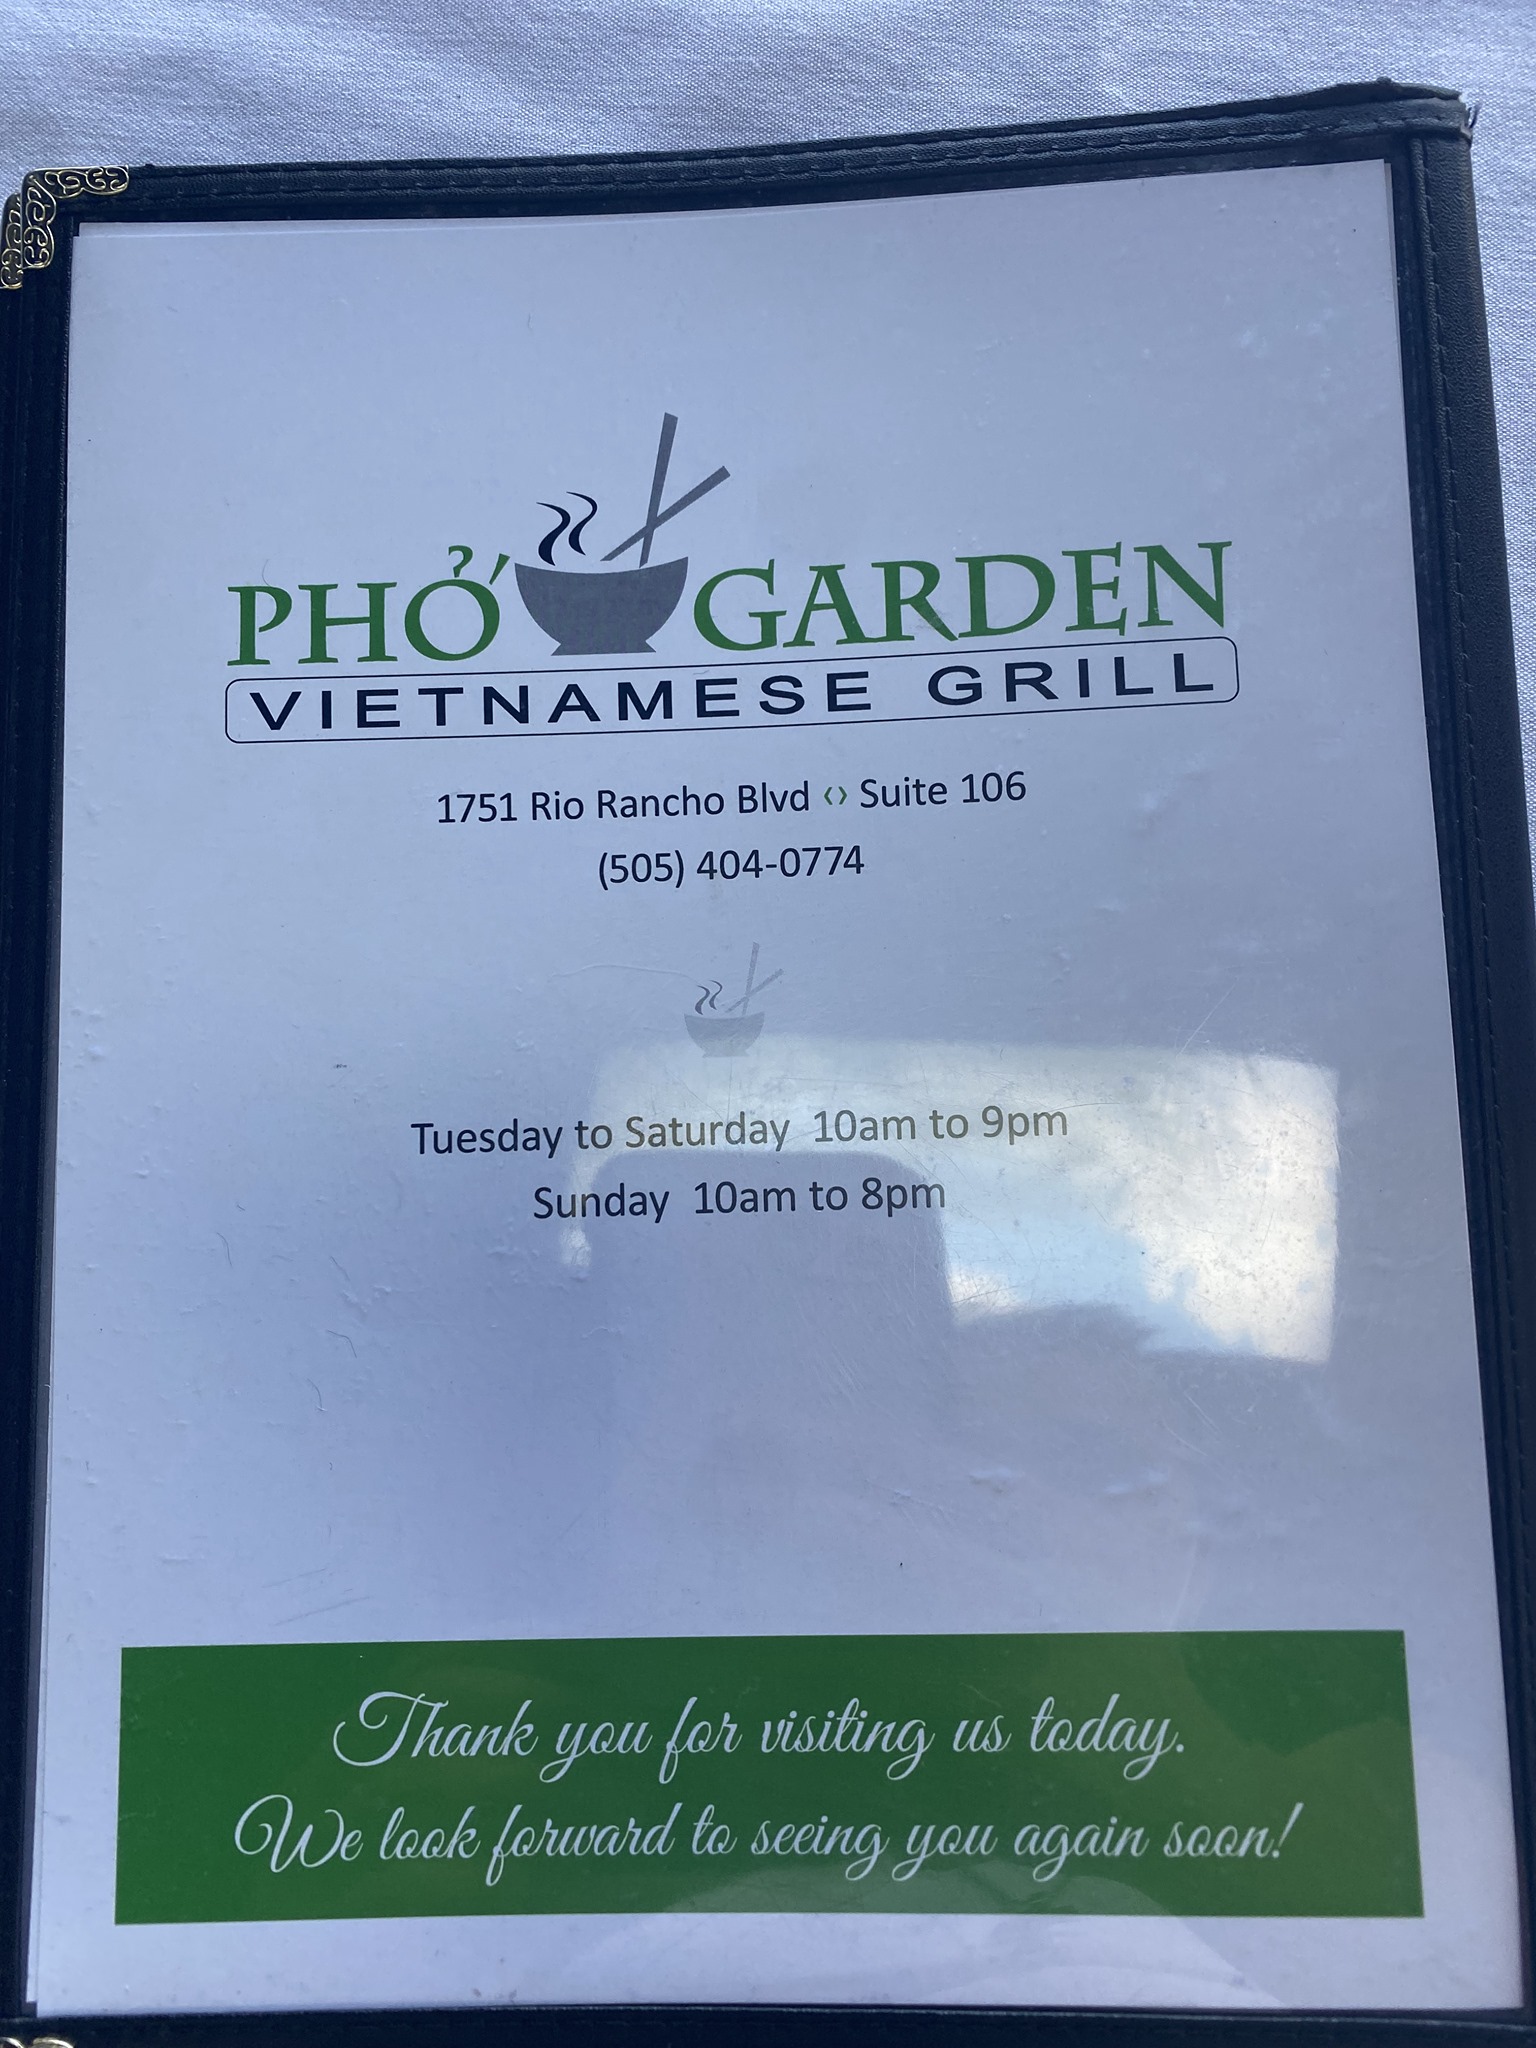 PHỞ GARDEN
VIETNAMESE GRILL
1751 Rio Rancho Blvd <> Suite 106
(505) 404-0774
Tuesday to Saturday 10am to 9pm
Sunday 10am to 8pm
Thank you for visiting us today.
We look forward to seeing you again soon!